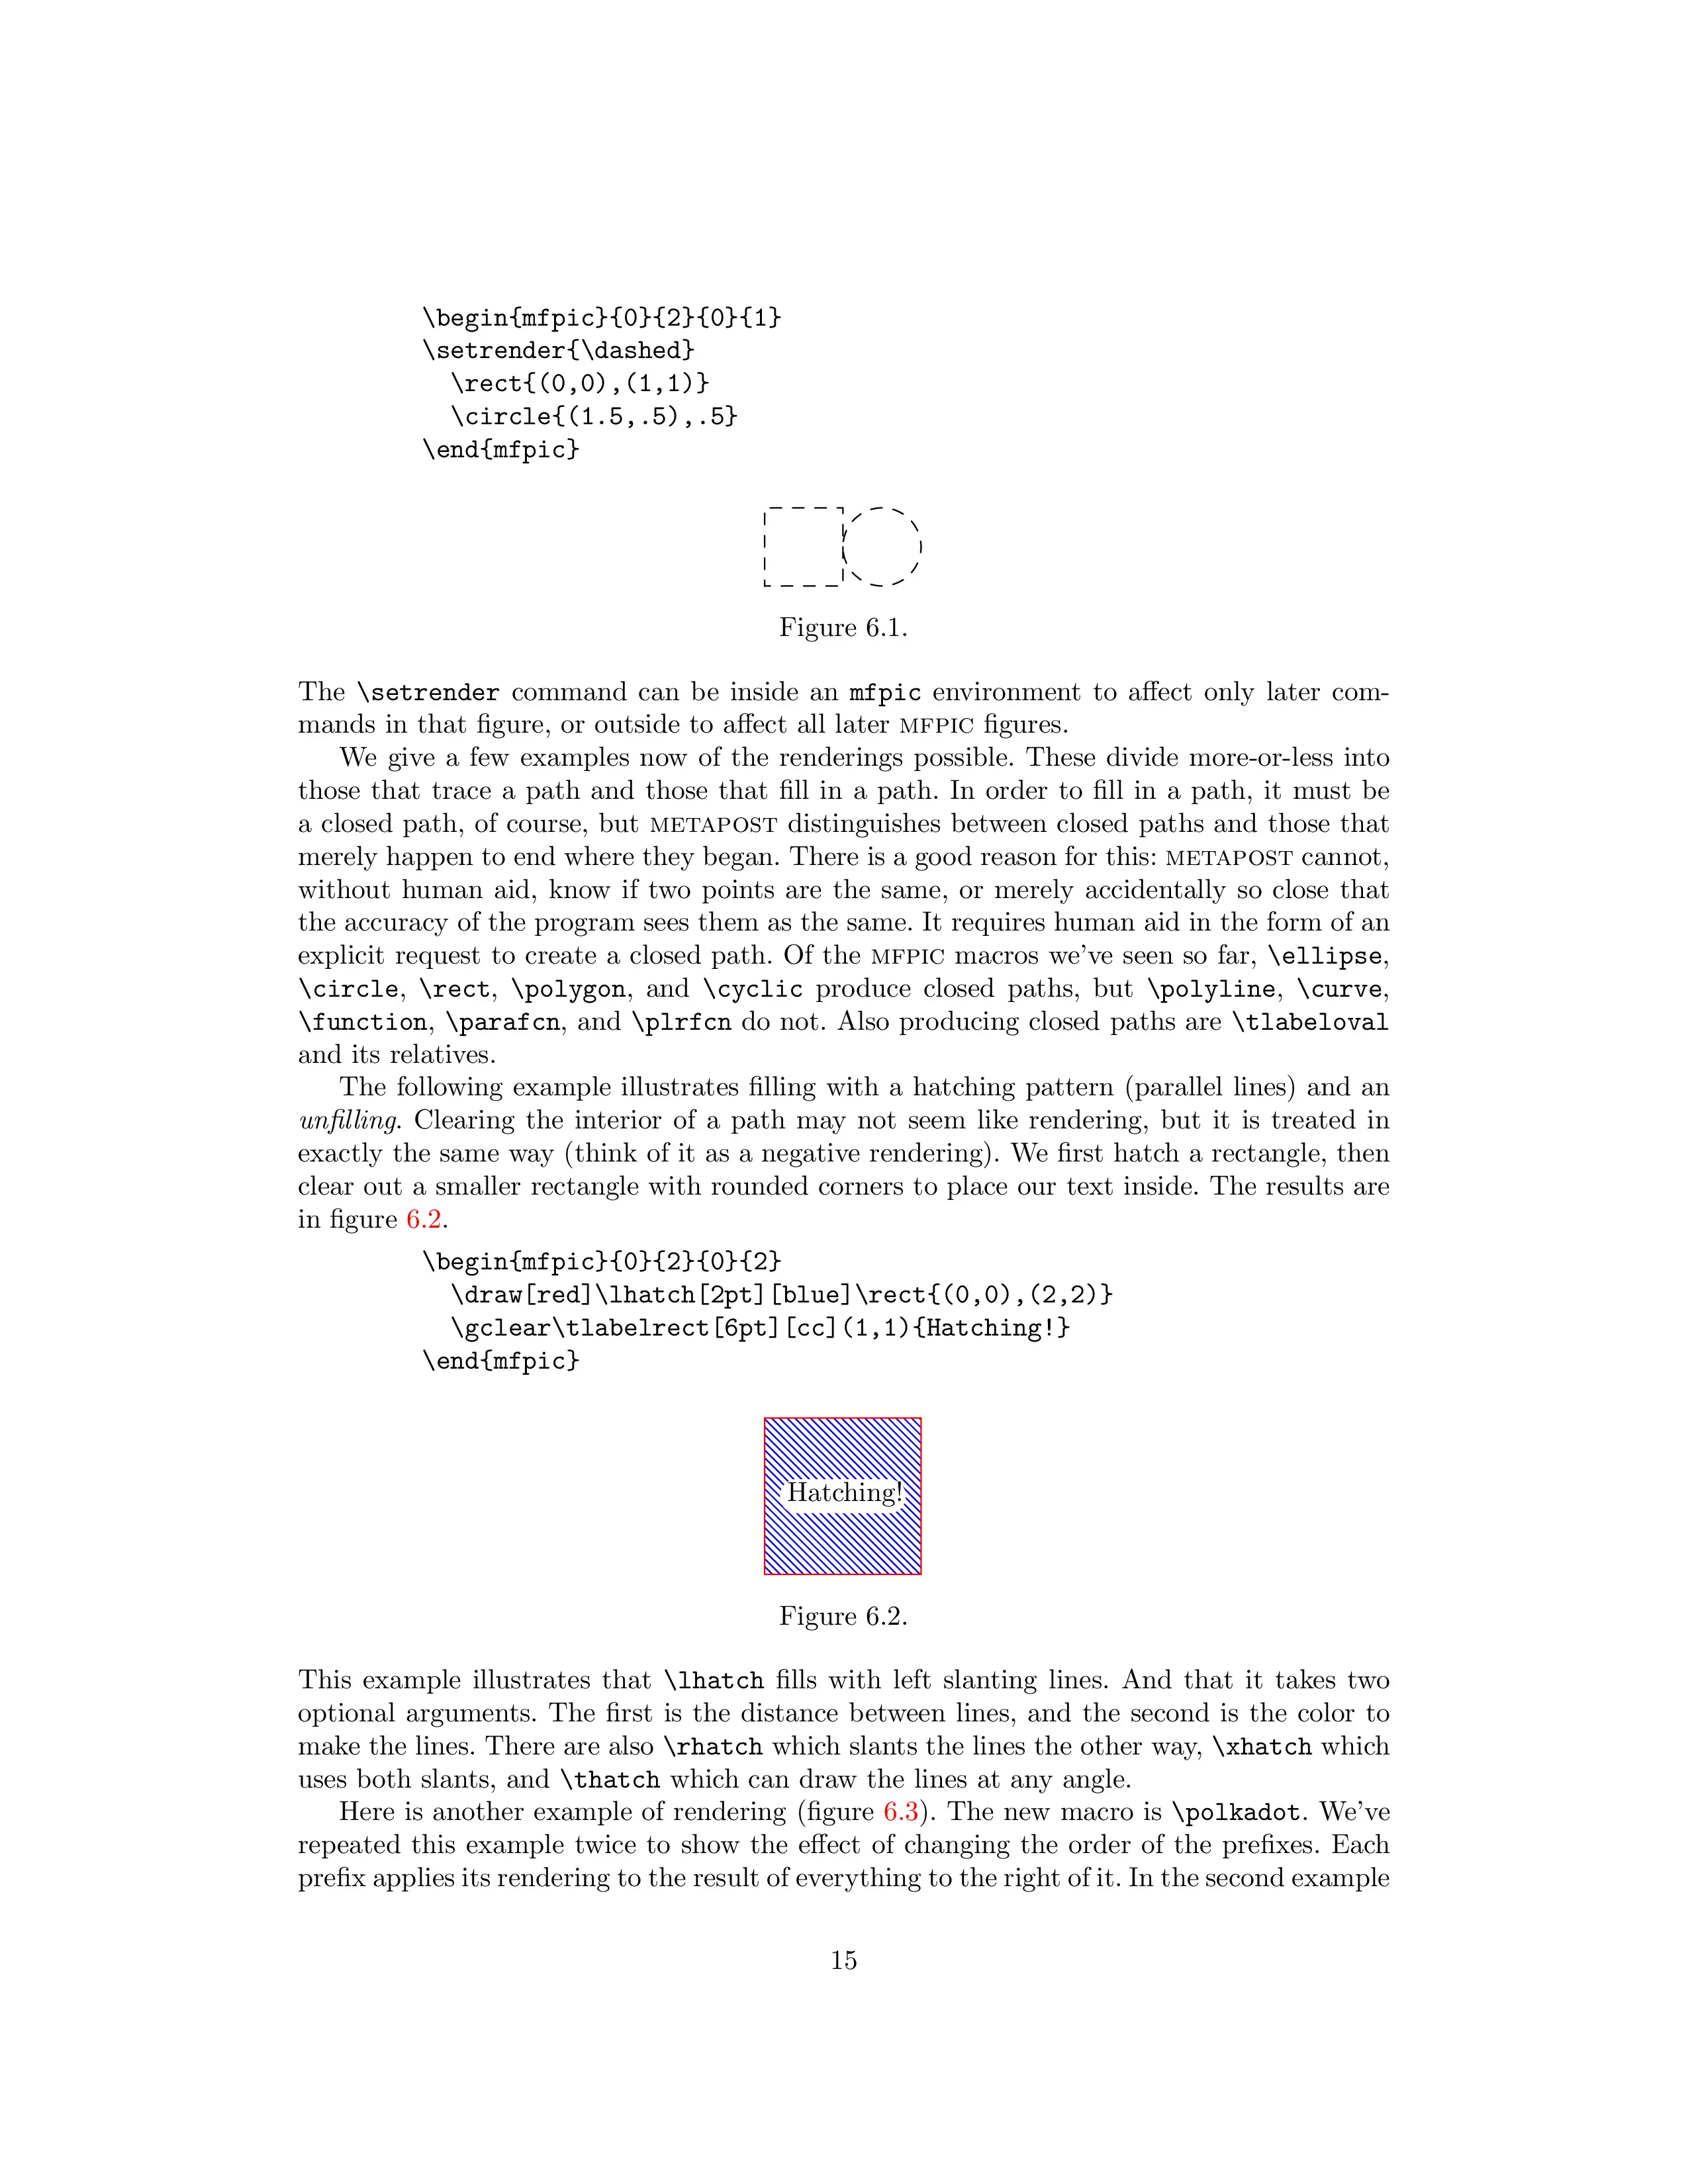 \begin{mfpic}{0}{2}{0}{1}
\setrender{\dashed}
  \rect{(0,0),(1,1)}
  \circle{(1.5,.5),.5}
\end{mfpic}
Figure 6.1.
The \setrender command can be inside an mfpic environment to affect only later com-
mands in that figure, or outside to affect all later MFPIC figures.
We give a few examples now of the renderings possible. These divide more-or-less into
those that trace a path and those that fill in a path. In order to fill in a path, it must be
a closed path, of course, but METAPOST distinguishes between closed paths and those that
merely happen to end where they began. There is a good reason for this: METAPOST cannot,
without human aid, know if two points are the same, or merely accidentally so close that
the accuracy of the program sees them as the same. It requires human aid in the form of an
explicit request to create a closed path. Of the MFPIC macros we've seen so far, \ellipse,
\circle, \rect, \polygon, and \cyclic produce closed paths, but \polyline, \curve,
\function, \parafcn, and \plrfcn do not. Also producing closed paths are \tlabeloval
and its relatives.
The following example illustrates filling with a hatching pattern (parallel lines) and an
unfilling. Clearing the interior of a path may not seem like rendering, but it is treated in
exactly the same way (think of it as a negative rendering). We first hatch a rectangle, then
clear out a smaller rectangle with rounded corners to place our text inside. The results are
in figure 6.2.
\begin{mfpic}{0}{2}{0}{2}
  \draw[red]\lhatch[2pt][blue]\rect{(0,0),(2,2)}
  \gclear\tlabelrect[6pt][cc](1,1){Hatching!}
\end{mfpic}
Hatching!
Figure 6.2.
This example illustrates that \lhatch fills with left slanting lines. And that it takes two
optional arguments. The first is the distance between lines, and the second is the color to
make the lines. There are also \rhatch which slants the lines the other way, \xhatch which
uses both slants, and \thatch which can draw the lines at any angle.
Here is another example of rendering (figure 6.3). The new macro is \polkadot. We've
repeated this example twice to show the effect of changing the order of the prefixes. Each
prefix applies its rendering to the result of everything to the right of it. In the second example
15